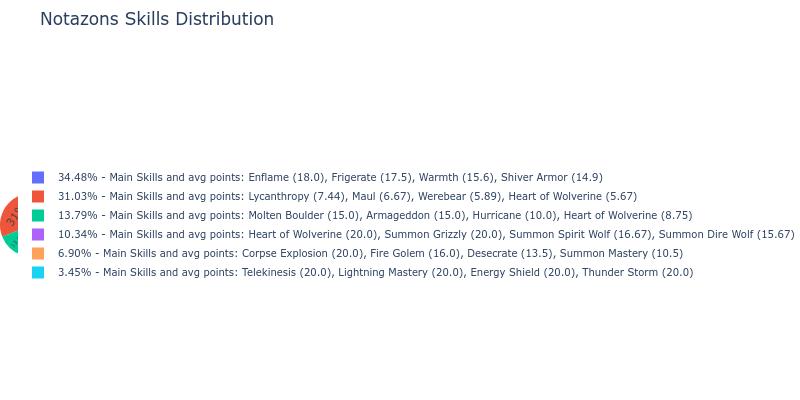 Notazons Skills Distribution
34.48% - Main Skills and avg points: Enflame (18.0), Frigerate (17.5), Warmth (15.6), Shiver Armor (14.9)
31.03% - Main Skills and avg points: Lycanthropy (7.44), Maul (6.67), Werebear (5.89), Heart of Wolverine (5.67)
13.79% - Main Skills and avg points: Molten Boulder (15.0), Armageddon (15.0), Hurricane (10.0), Heart of Wolverine (8.75)
10.34% - Main Skills and avg points: Heart of Wolverine (20.0), Summon Grizzly (20.0), Summon Spirit Wolf (16.67), Summon Dire Wolf (15.67)
6.90% - Main Skills and avg points: Corpse Explosion (20.0), Fire Golem (16.0), Desecrate (13.5), Summon Mastery (10.5)
3.45% - Main Skills and avg points: Telekinesis (20.0), Lightning Mastery (20.0), Energy Shield (20.0), Thunder Storm (20.0)